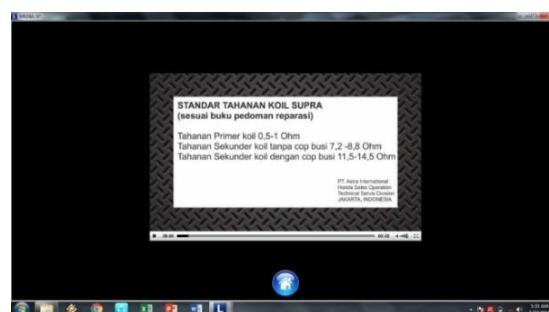 STANDAR TAHANAN KOIL SUPRA
(sesuai buku pedoman reparasi)
Tahanan Primer koil 0,5-1 Ohm
Tahanan Sekunder koil tanpa cop busi 7,2 -8,8 Ohm
Tahanan Sekunder koil dengan cop busi 11,5-14,5 Ohm
PT. Astra International
Honda Sales Operation
Technical Servis Division
JAKARTA, INDONESIA